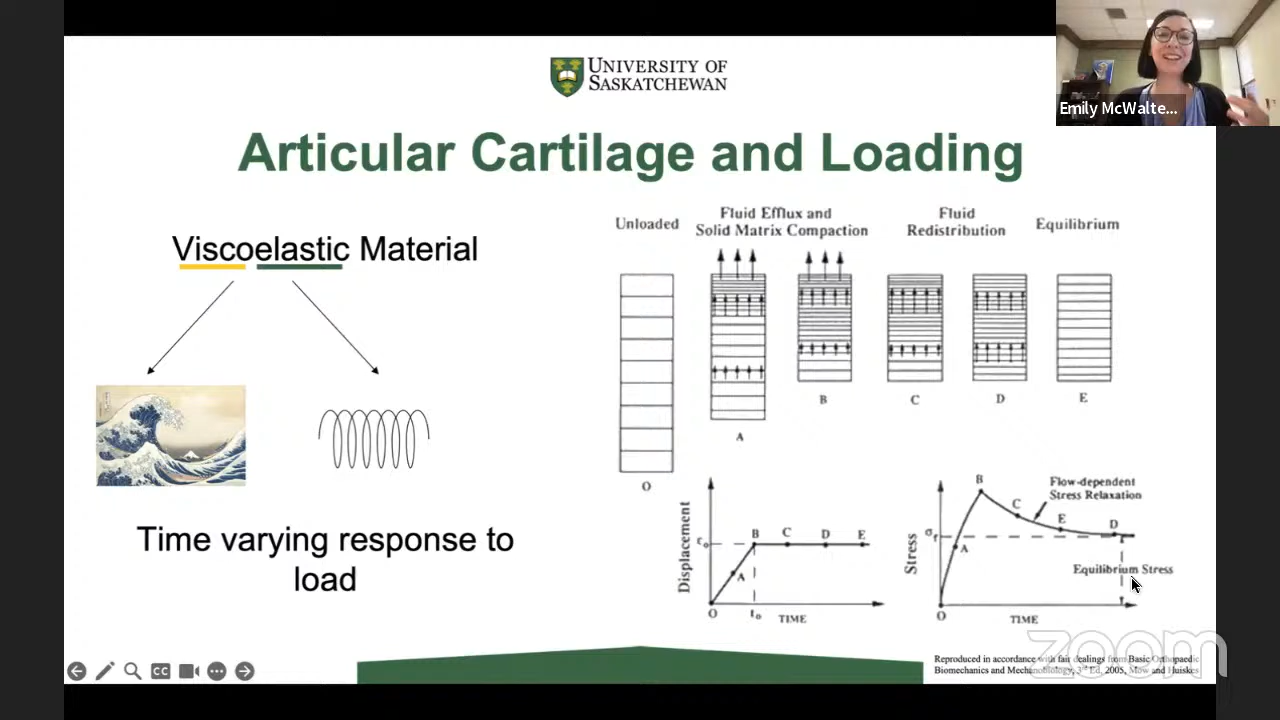 UNIVERSITY OF
SASKATCHEWAN
Emily McWalte...
Articular Cartilage and Loading
Viscoelastic Material
Time varying response to
load
Unloaded
Fluid Efflux and
Solid Matrix Compaction
Fluid
Redistribution
Equilibrium
O
A
B
C
D
E
Displacement
ε₀
O
A
B
C
D
E
t₀
TIME
Stress
O
A
B
C
E
D
Flow-dependent
Stress Relaxation
Equilibrium Stress
TIME
zoom
Reproduced in accordance with fair dealings from Basic Orthopaedic
Biomechanics and Mechanobiology, 3rd Ed, 2005, Mow and Huiskes
CC